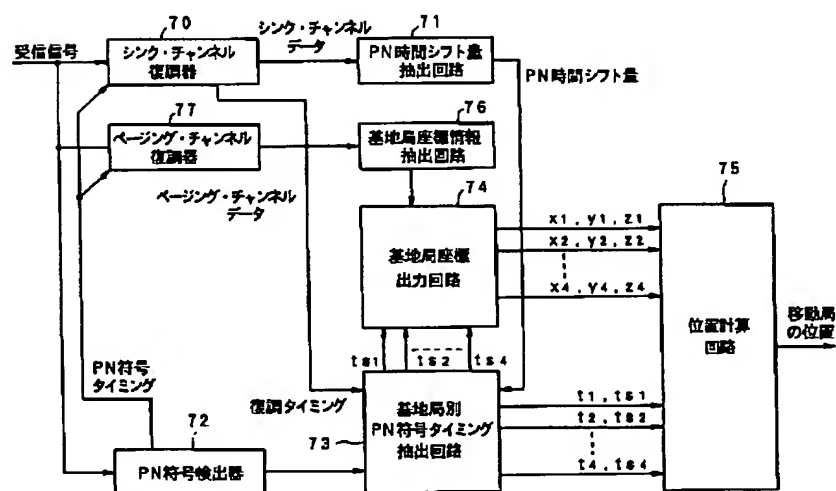 受信信号
70
シンク・チャンネル
復調器
シンク・チャンネル
データ
71
PN時間シフト量
抽出回路
PN時間シフト量
77
ページング・チャンネル
復調器
ページング・チャンネル
データ
76
基地局座標情報
抽出回路
74
基地局座標
出力回路
x1, y1, z1
x2, y2, z2
x4, y4, z4
75
位置計算
回路
移動局
の位置
ts1
ts2
ts4
PN符号
タイミング
復調タイミング
72
PN符号検出器
73
基地局別
PN符号タイミング
抽出回路
t1, ts1
t2, ts2
t4, ts4